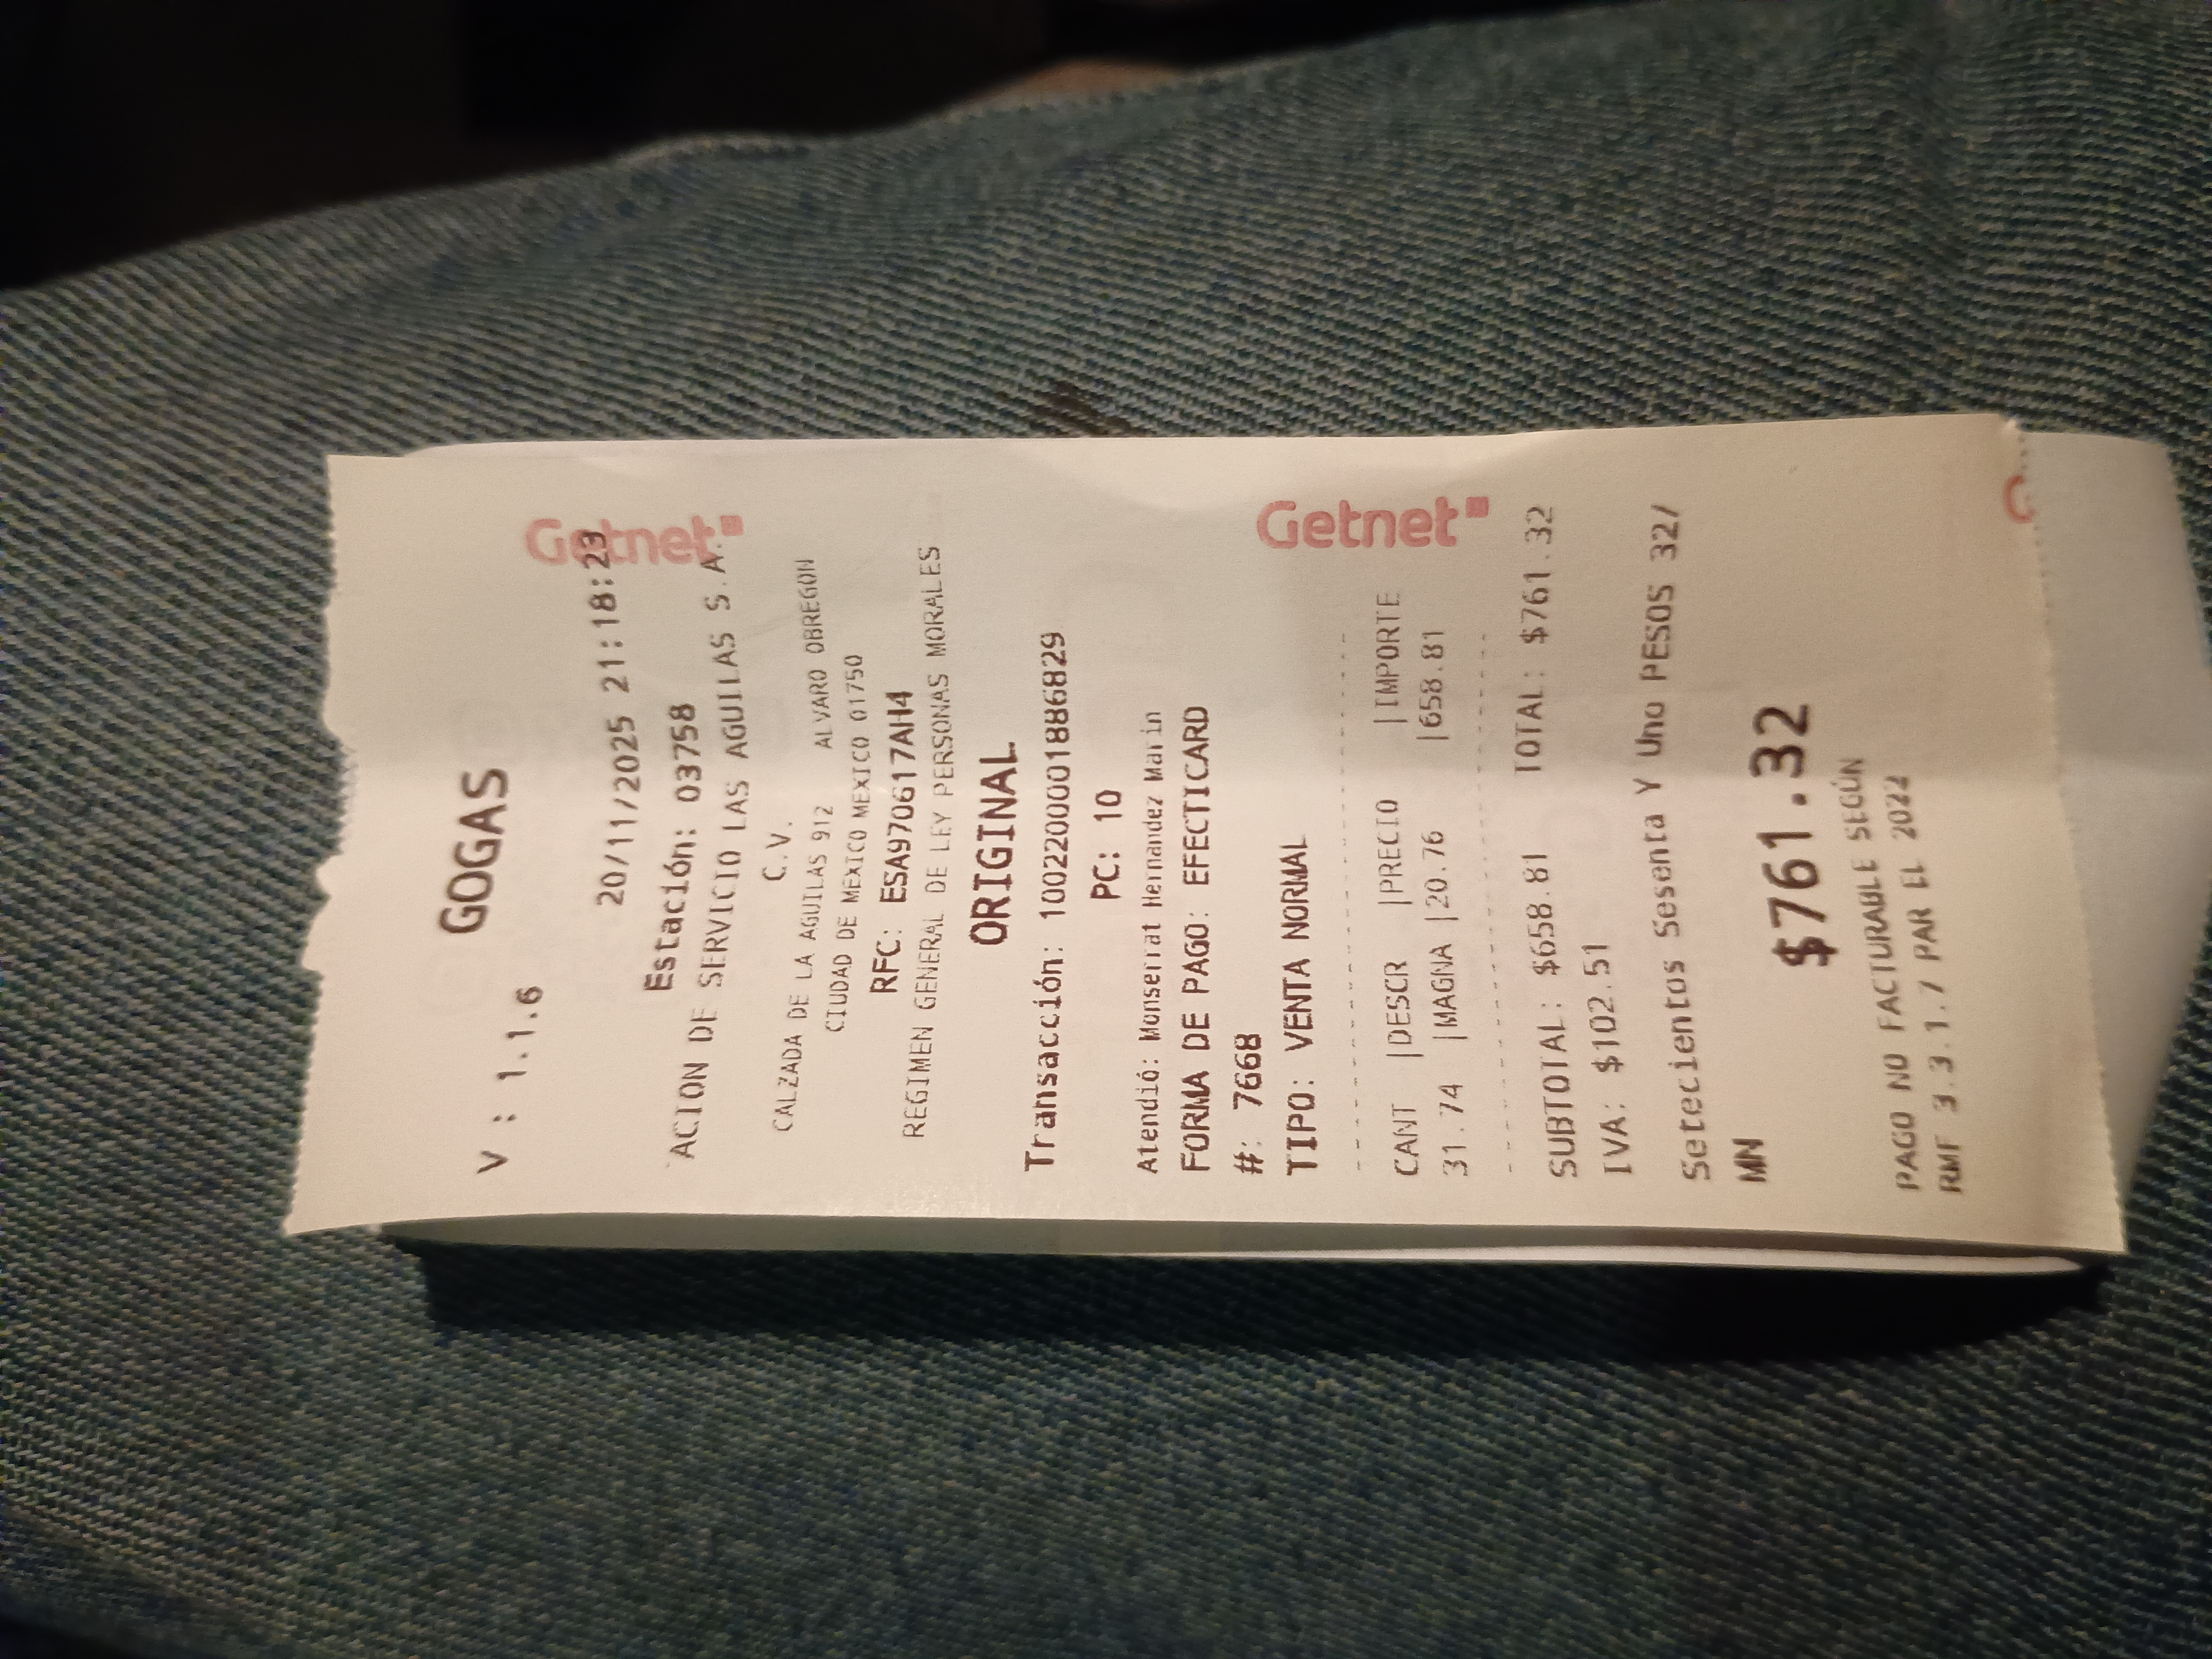 V : 1.1.6
GOGAS
Getnet
20/11/2025 21:18:23
Estación: 03758
ACION DE SERVICIO LAS AGUILAS S.A.
C.V.
CALZADA DE LA AGUILAS 912 ALVARO OBREGON
CIUDAD DE MEXICO MEXICO 01750
RFC: ESA970617AH4
REGIMEN GENERAL DE LEY PERSONAS MORALES
ORIGINAL
Transacción: 1002200001886829
PC: 10
Atendió: Monserrat Hernandez Marin
FORMA DE PAGO: EFECTICARD
#: 7668
TIPO: VENTA NORMAL
Getnet
CANT |DESCR |PRECIO |IMPORTE
31.74 |MAGNA |20.76 |658.81
SUBTOTAL: $658.81 TOTAL: $761.32
IVA: $102.51
Setecientos Sesenta Y Uno PESOS 32/
MN
$761.32
PAGO NO FACTURABLE SEGÚN
RMF 3.3.1.7 PAR EL 2022